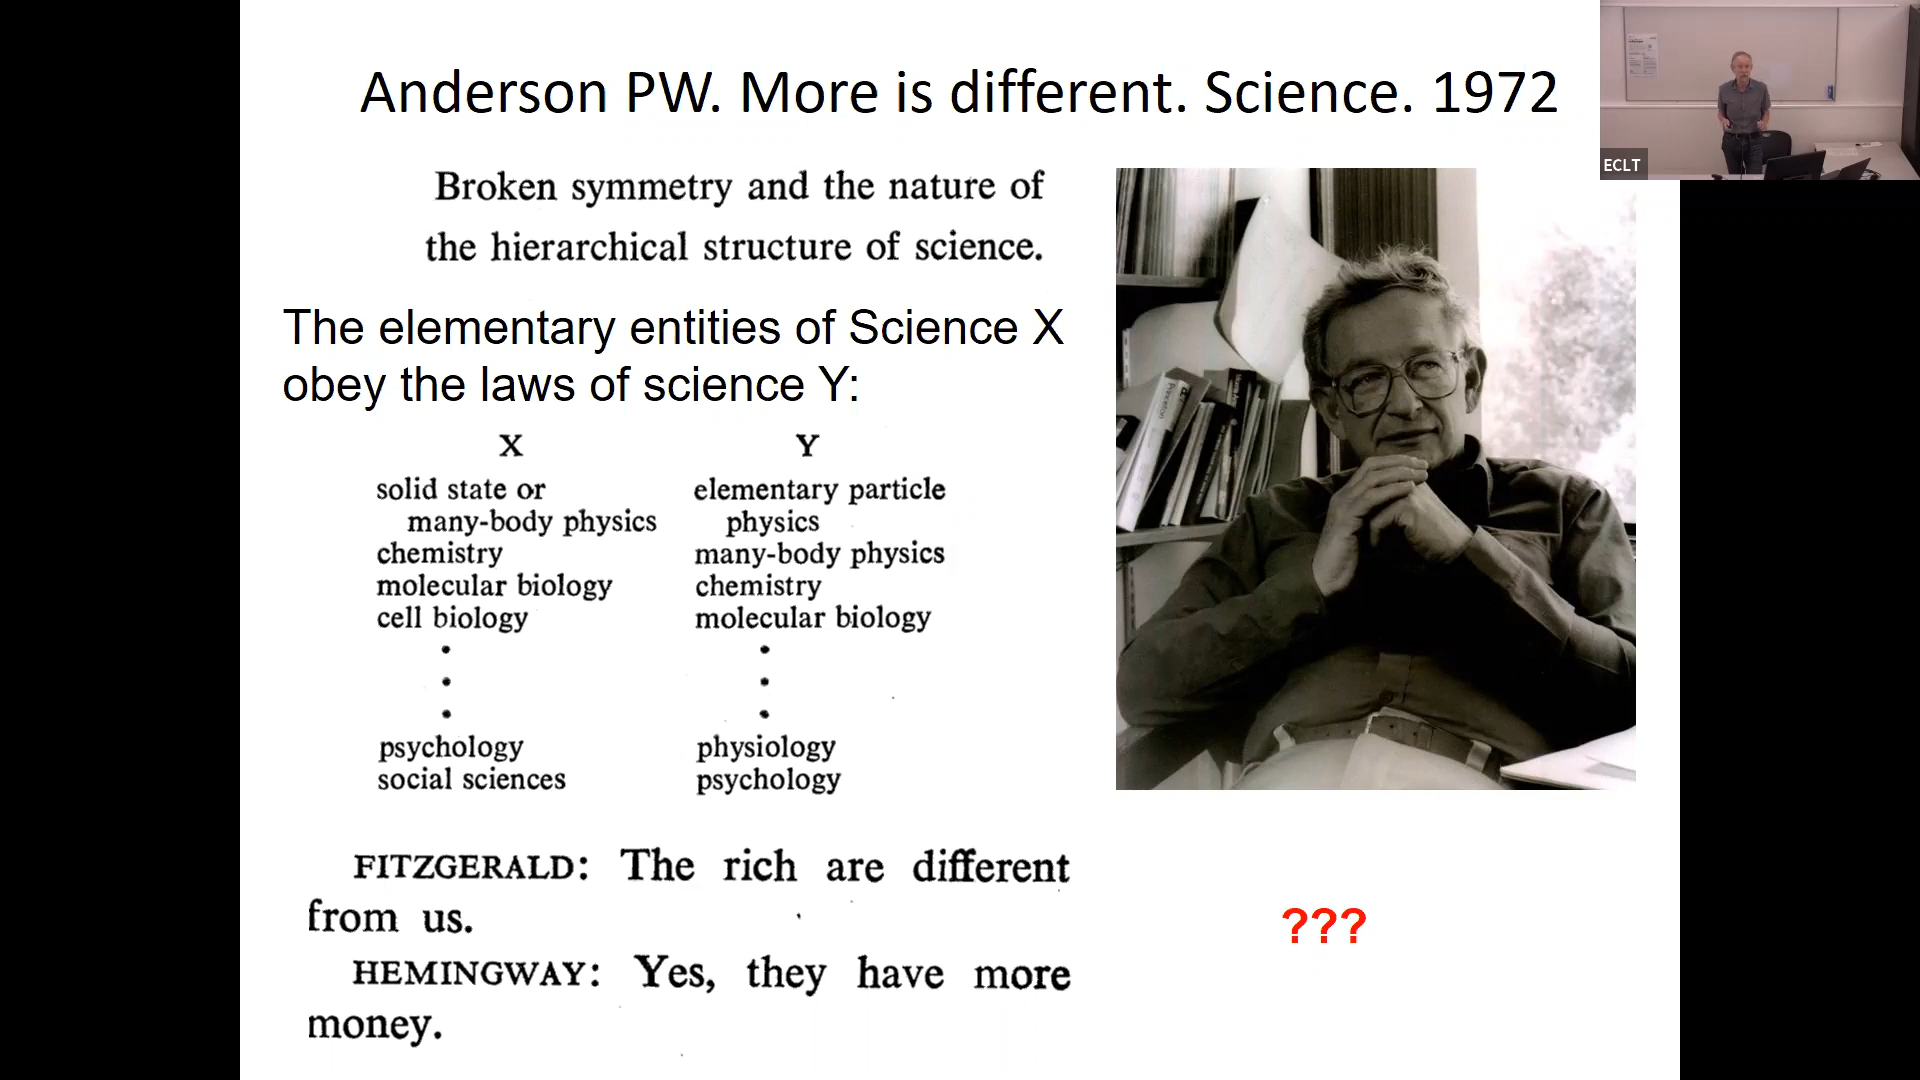 Anderson PW. More is different. Science. 1972
ECLT
Broken symmetry and the nature of
the hierarchical structure of science.
The elementary entities of Science X
obey the laws of science Y:
X Y
solid state or elementary particle
many-body physics physics
chemistry many-body physics
molecular biology chemistry
cell biology molecular biology
psychology physiology
social sciences psychology
FITZGERALD: The rich are different
from us.
HEMINGWAY: Yes, they have more
money.
???
Princeton